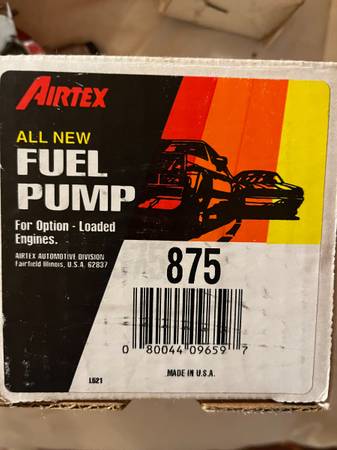 AIRTEX
ALL NEW
FUEL
PUMP
For Option - Loaded
Engines.
AIRTEX AUTOMOTIVE DIVISION
Fairfield Illinois, U.S.A. 62837
875
0 80044 09659 7
MADE IN U.S.A.
L621